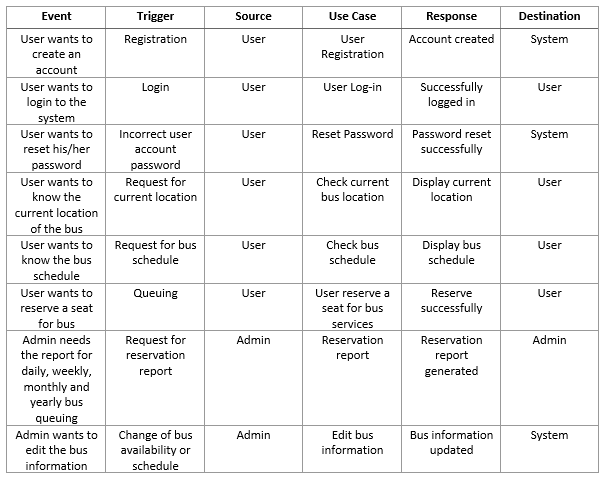 Event Trigger Source Use Case Response Destination
User wants to Registration User User Account created System
create an Registration
account
User wants to Login User User Log-in Successfully User
login to the logged in
system
User wants to Incorrect user User Reset Password Password reset System
reset his/her account successfully
password password
User wants to Request for User Check current Display current User
know the current location bus location location
current location
of the bus
User wants to Request for bus User Check bus Display bus User
know the bus schedule schedule schedule
schedule
User wants to Queuing User User reserve a Reserve User
reserve a seat seat for bus successfully
for bus services
Admin needs Request for Admin Reservation Reservation Admin
the report for reservation report report
daily, weekly, report generated
monthly and
yearly bus
queuing
Admin wants to Change of bus Admin Edit bus Bus information System
edit the bus availability or information updated
information schedule